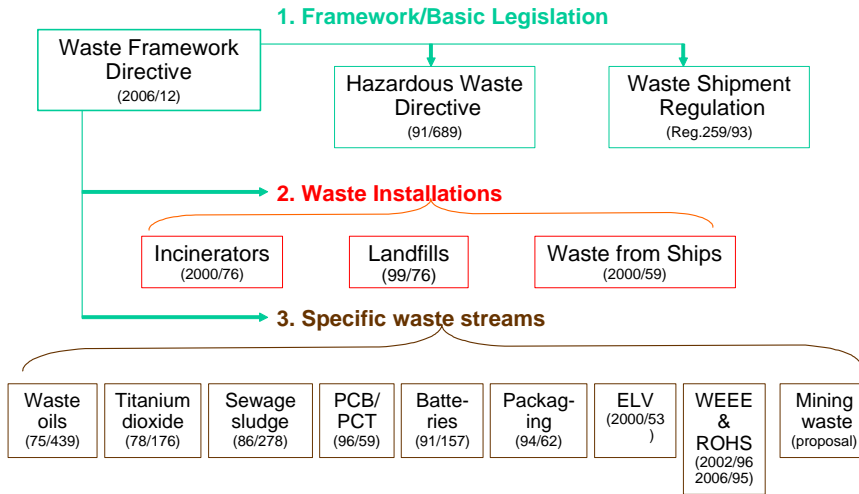 1. Framework/Basic Legislation
Waste Framework
Directive
(2006/12)
Hazardous Waste
Directive
(91/689)
Waste Shipment
Regulation
(Reg.259/93)
2. Waste Installations
Incinerators
(2000/76)
Landfills
(99/76)
Waste from Ships
(2000/59)
3. Specific waste streams
Waste
oils
(75/439)
Titanium
dioxide
(78/176)
Sewage
sludge
(86/278)
PCB/
PCT
(96/59)
Batte-
ries
(91/157)
Packag-
ing
(94/62)
ELV
(2000/53
)
WEEE
&
ROHS
(2002/96
2006/95)
Mining
waste
(proposal)